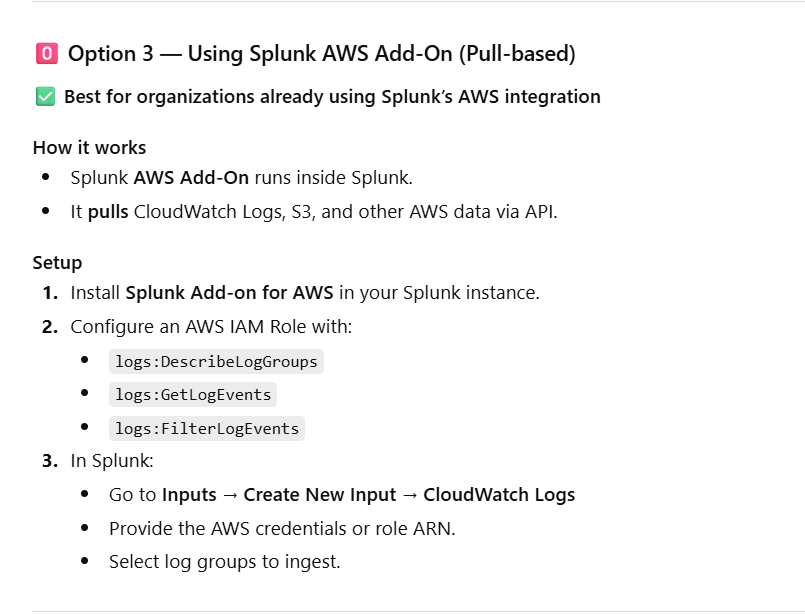 0 Option 3 — Using Splunk AWS Add-On (Pull-based)
✅ Best for organizations already using Splunk’s AWS integration
How it works
• Splunk AWS Add-On runs inside Splunk.
• It pulls CloudWatch Logs, S3, and other AWS data via API.
Setup
1. Install Splunk Add-on for AWS in your Splunk instance.
2. Configure an AWS IAM Role with:
• logs:DescribeLogGroups
• logs:GetLogEvents
• logs:FilterLogEvents
3. In Splunk:
• Go to Inputs → Create New Input → CloudWatch Logs
• Provide the AWS credentials or role ARN.
• Select log groups to ingest.